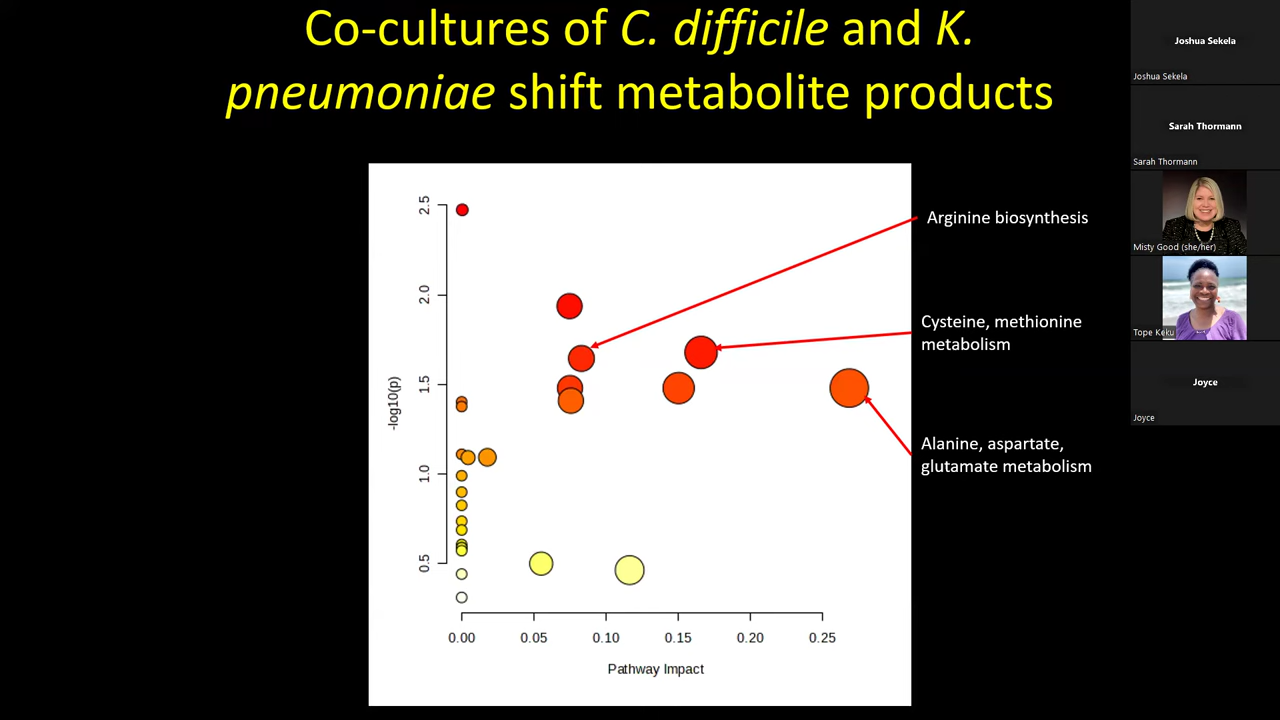 Co-cultures of C. difficile and K.
pneumoniae shift metabolite products
2.5
2.0
1.5
1.0
0.5
-log10(p)
0.00 0.05 0.10 0.15 0.20 0.25
Pathway Impact
Arginine biosynthesis
Cysteine, methionine
metabolism
Alanine, aspartate,
glutamate metabolism
Joshua Sekela
Joshua Sekela
Sarah Thormann
Sarah Thormann
Misty Good (she/her)
Tope Keku
Joyce
Joyce